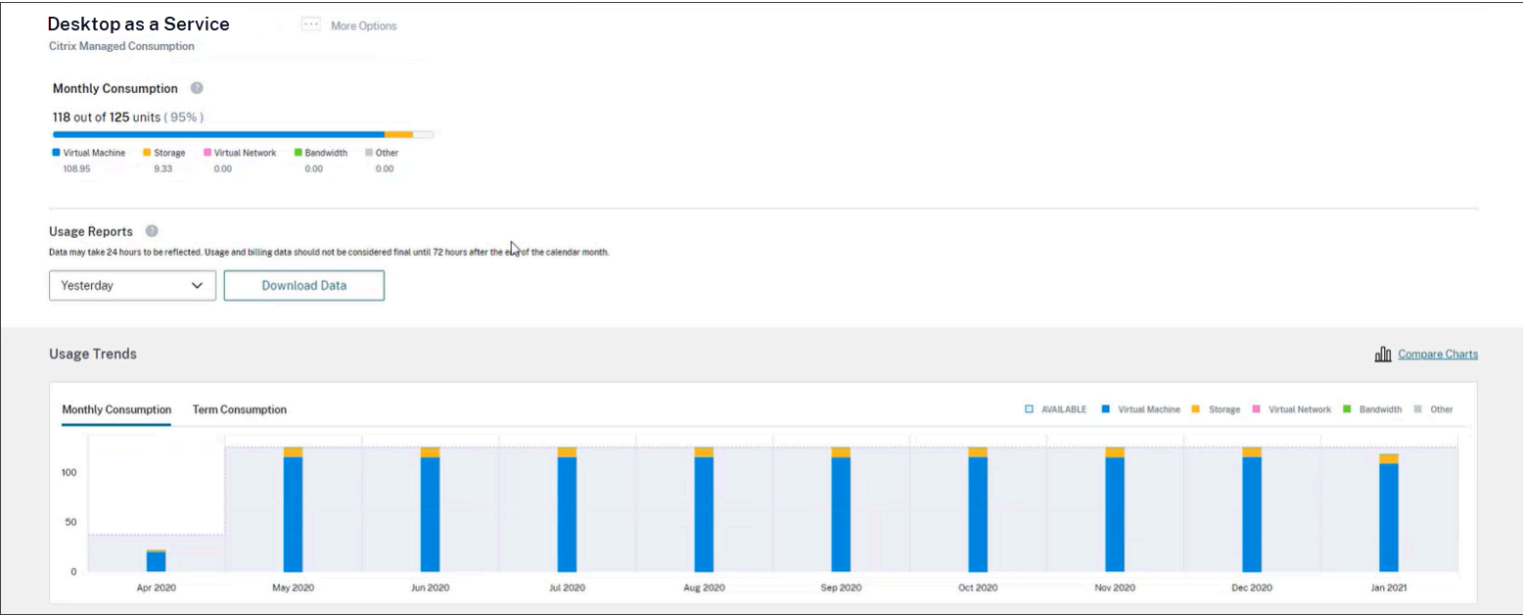 Desktop as a Service
More Options
Citrix Managed Consumption
Monthly Consumption ?
118 out of 125 units ( 95% )
Virtual Machine Storage Virtual Network Bandwidth Other
108.95 9.33 0.00 0.00 0.00
Usage Reports ?
Data may take 24 hours to be reflected. Usage and billing data should not be considered final until 72 hours after the end of the calendar month.
Yesterday Download Data
Usage Trends Compare Charts
Monthly Consumption Term Consumption AVAILABLE Virtual Machine Storage Virtual Network Bandwidth Other
100
50
0
Apr 2020 May 2020 Jun 2020 Jul 2020 Aug 2020 Sep 2020 Oct 2020 Nov 2020 Dec 2020 Jan 2021